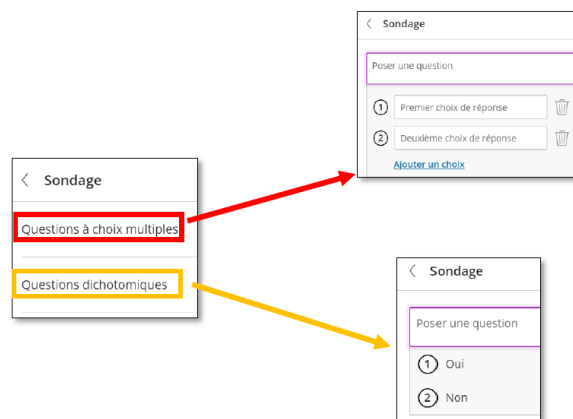 Sondage
Poser une question
1 Premier choix de réponse
2 Deuxième choix de réponse
Ajouter un choix
Sondage
Questions à choix multiples
Questions dichotomiques
Sondage
Poser une question
1 Oui
2 Non